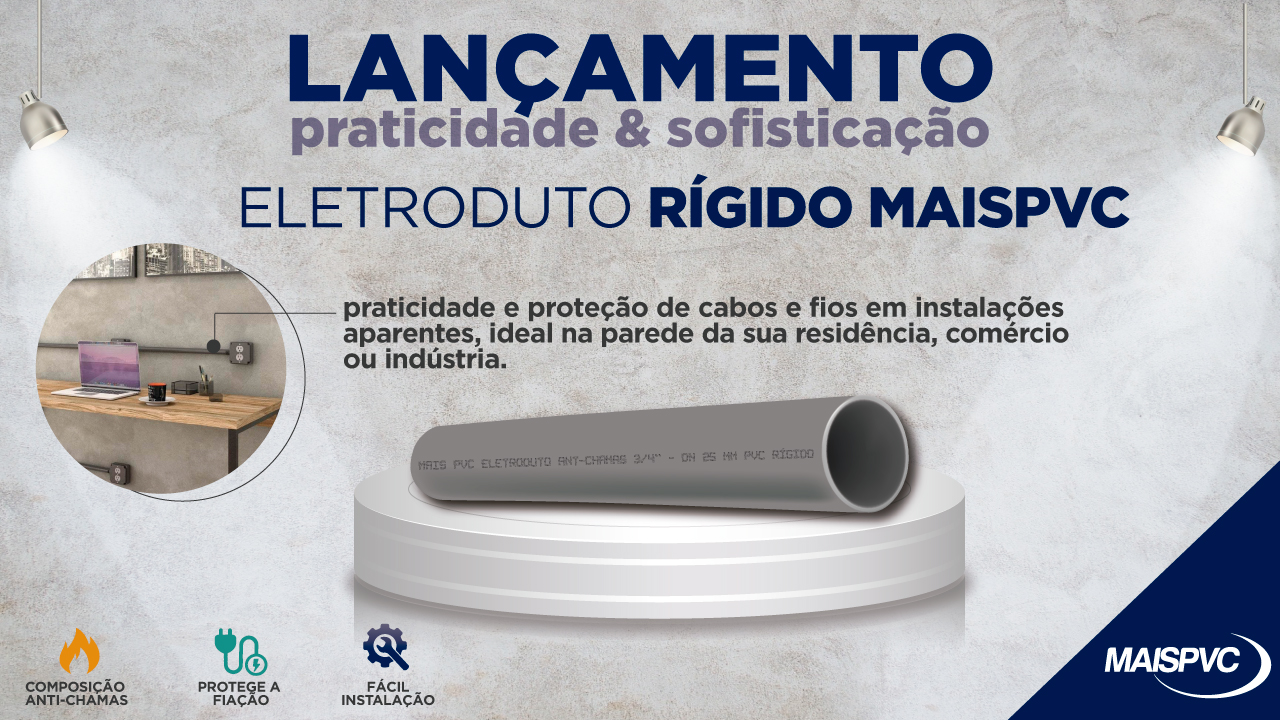 LANÇAMENTO
praticidade & sofisticação
ELETRODUTO RÍGIDO MAISPVC
praticidade e proteção de cabos e fios em instalações
aparentes, ideal na parede da sua residência, comércio
ou indústria.
MAIS PVC ELETRODUTO ANT-CHAMAS 3/4" - DN 25 MM PVC RÍGIDO
COMPOSIÇÃO
ANTI-CHAMAS
PROTEGE A
FIAÇÃO
FÁCIL
INSTALAÇÃO
MAISPVC